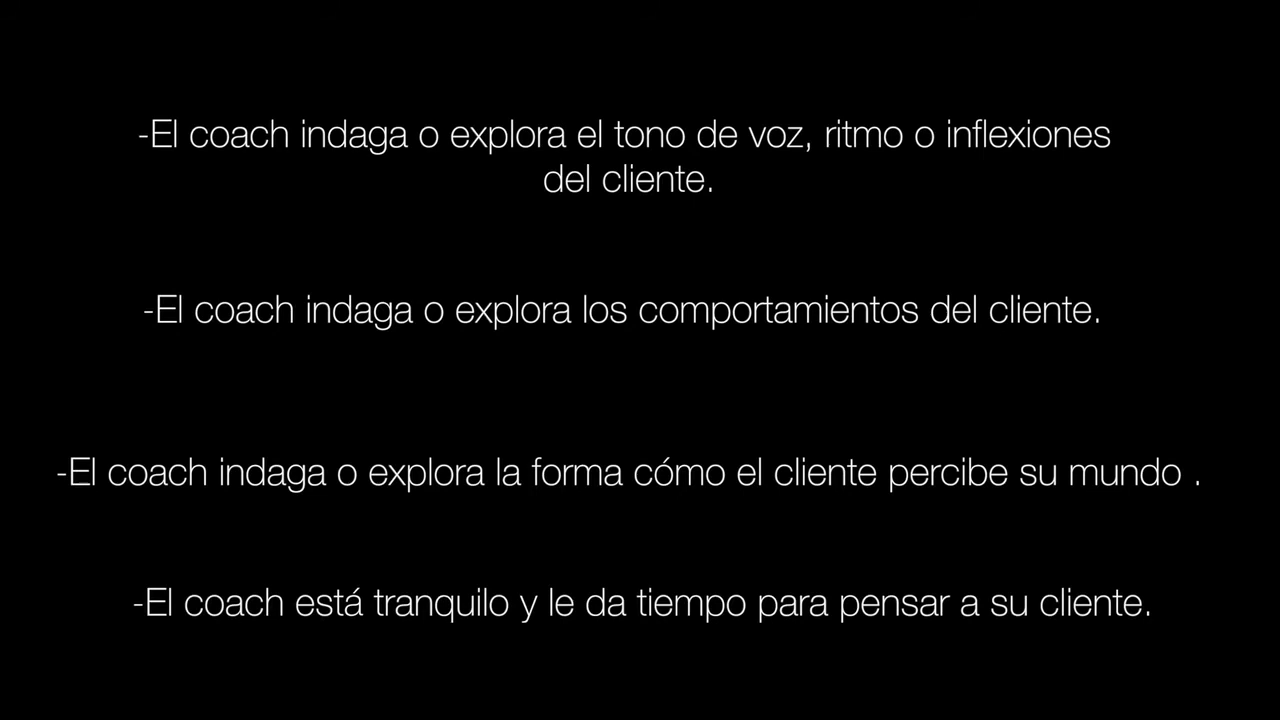 -El coach indaga o explora el tono de voz, ritmo o inflexiones
del cliente.
-El coach indaga o explora los comportamientos del cliente.
-El coach indaga o explora la forma cómo el cliente percibe su mundo .
-El coach está tranquilo y le da tiempo para pensar a su cliente.